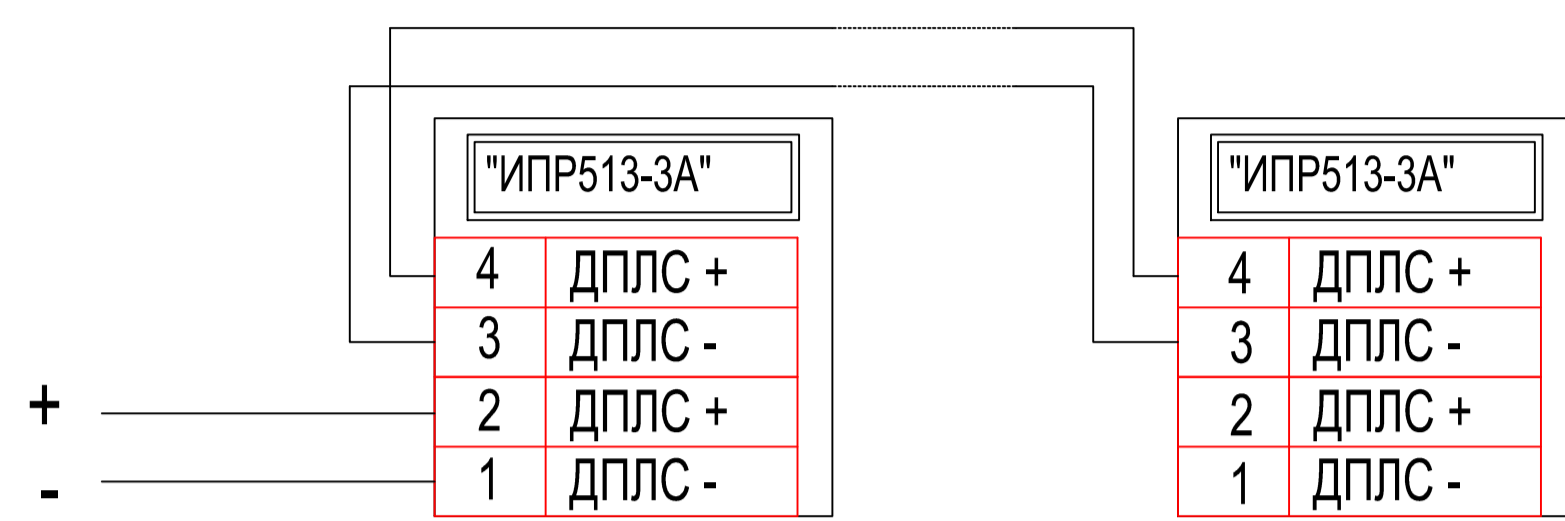 "ИПР513-3А" "ИПР513-3А"
4 ДПЛС + 4 ДПЛС +
3 ДПЛС - 3 ДПЛС -
+ 2 ДПЛС + 2 ДПЛС +
- 1 ДПЛС - 1 ДПЛС -